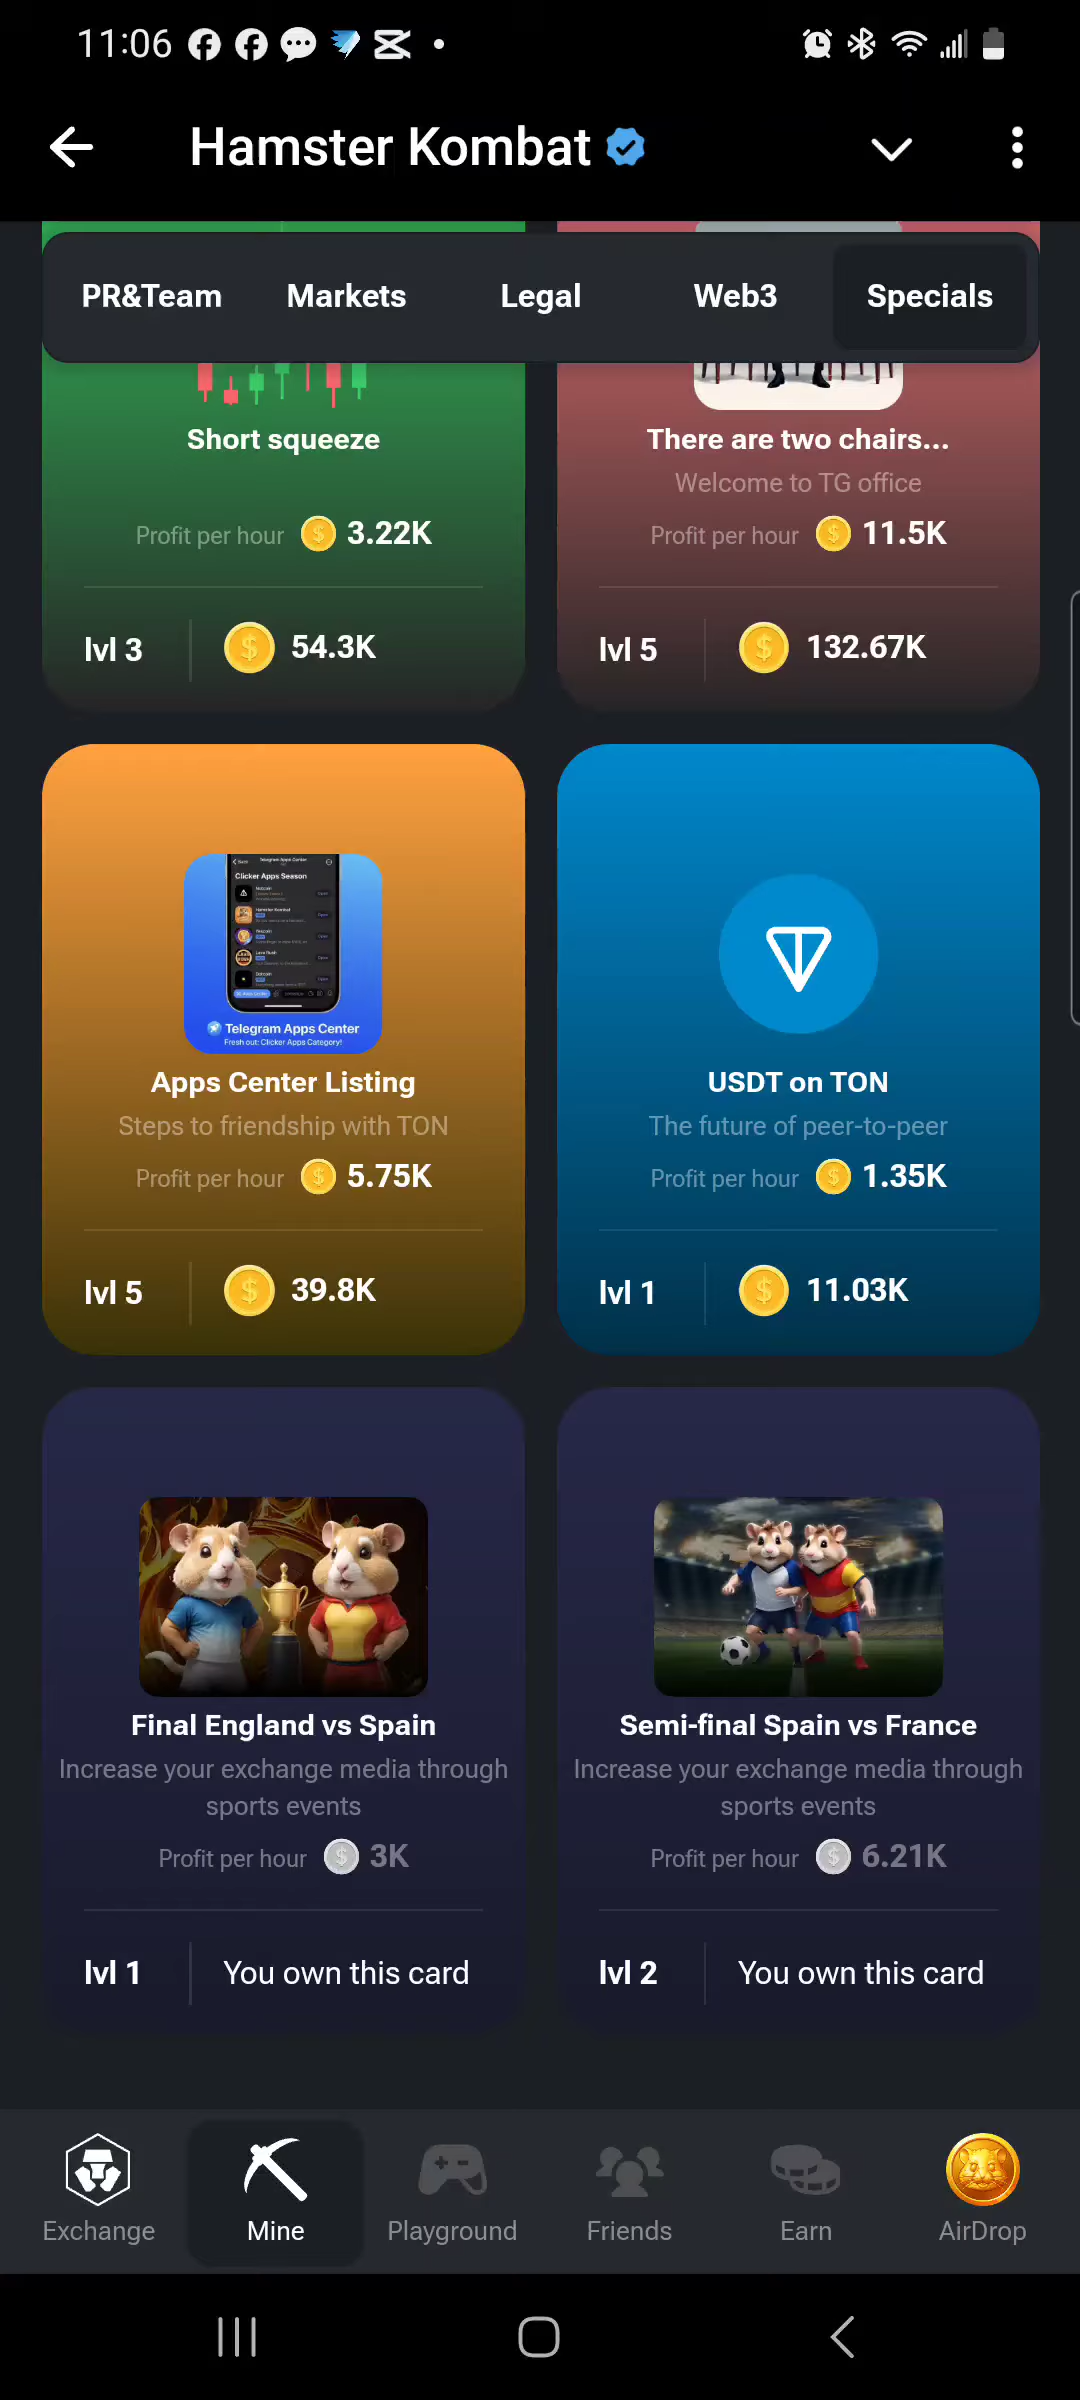 11:06
Hamster Kombat
PR&Team Markets Legal Web3 Specials
Short squeeze
Profit per hour 3.22K
lvl 3 54.3K
There are two chairs...
Welcome to TG office
Profit per hour 11.5K
lvl 5 132.67K
Telegram Apps Center
Clicker Apps Season
Telegram Apps Center
Fresh out: Clicker Apps Category!
Apps Center Listing
Steps to friendship with TON
Profit per hour 5.75K
lvl 5 39.8K
USDT on TON
The future of peer-to-peer
Profit per hour 1.35K
lvl 1 11.03K
Final England vs Spain
Increase your exchange media through
sports events
Profit per hour 3K
lvl 1 You own this card
Semi-final Spain vs France
Increase your exchange media through
sports events
Profit per hour 6.21K
lvl 2 You own this card
Exchange Mine Playground Friends Earn AirDrop